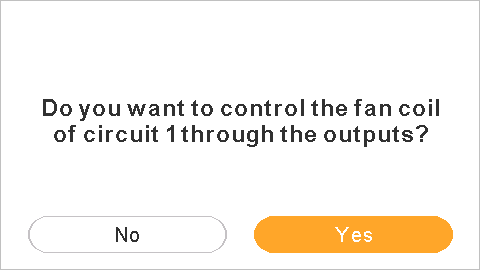 Do you want to control the fan coil
of circuit 1 through the outputs?
No
Yes